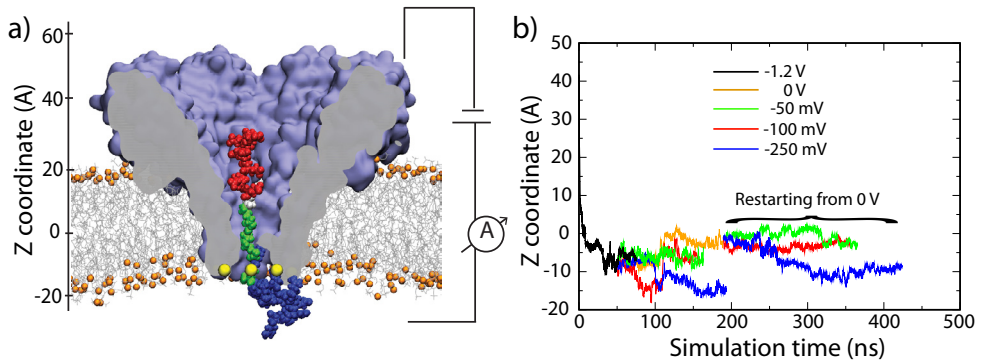 a)
Z coordinate (A)
60
40
20
0
-20
A
b)
Z coordinate (A)
50
40
30
20
10
0
-10
-20
-1.2 V
0 V
-50 mV
-100 mV
-250 mV
Restarting from 0 V
0 100 200 300 400 500
Simulation time (ns)